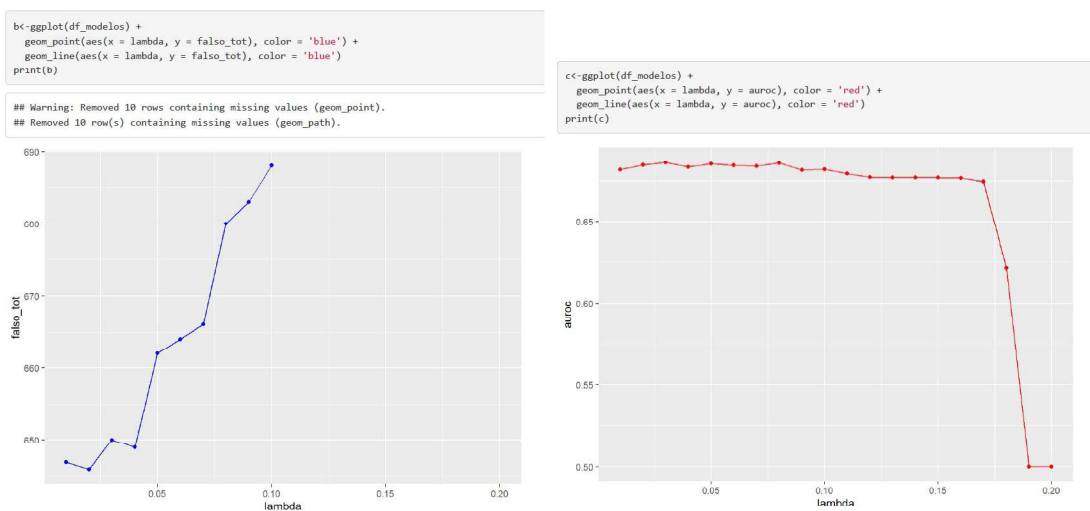 b<-ggplot(df_modelos) +
geom_point(aes(x = lambda, y = falso_tot), color = 'blue') +
geom_line(aes(x = lambda, y = falso_tot), color = 'blue')
print(b)
## Warning: Removed 10 rows containing missing values (geom_point).
## Removed 10 row(s) containing missing values (geom_path).
690
680
670
660
650
falso_tot
0.05 0.10 0.15 0.20
lambda
c<-ggplot(df_modelos) +
geom_point(aes(x = lambda, y = auroc), color = 'red') +
geom_line(aes(x = lambda, y = auroc), color = 'red')
print(c)
0.65
0.60
0.55
0.50
auroc
0.05 0.10 0.15 0.20
lambda